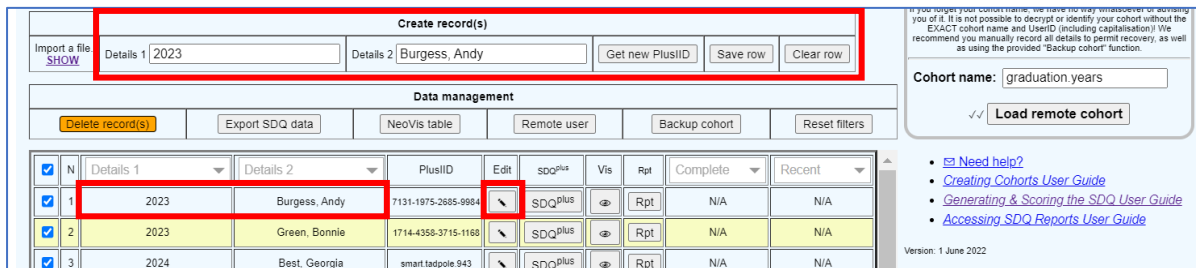 If you forget your cohort name, we have no way whatsoever of advising
you of it. It is not possible to decrypt or identify your cohort without the
EXACT cohort name and UserID (including capitalisation)! We
recommend you manually record all details to permit recovery, as well
as using the provided "Backup cohort" function.
Cohort name: graduation.years
✓✓ Load remote cohort
Create record(s)
Import a file. SHOW
Details 1 2023 Details 2 Burgess, Andy Get new PlusIID Save row Clear row
Data management
Delete record(s) Export SDQ data NeoVis table Remote user Backup cohort Reset filters
N Details 1 Details 2 PlusIID Edit SDQplus Vis Rpt Complete Recent
1 2023 Burgess, Andy 7131-1975-2685-9984 SDQplus Rpt N/A N/A
2 2023 Green, Bonnie 1714-4358-3715-1168 SDQplus Rpt N/A N/A
3 2024 Best, Georgia smart.tadpole.943 SDQplus Rpt N/A N/A
Need help?
Creating Cohorts User Guide
Generating & Scoring the SDQ User Guide
Accessing SDQ Reports User Guide
Version: 1 June 2022